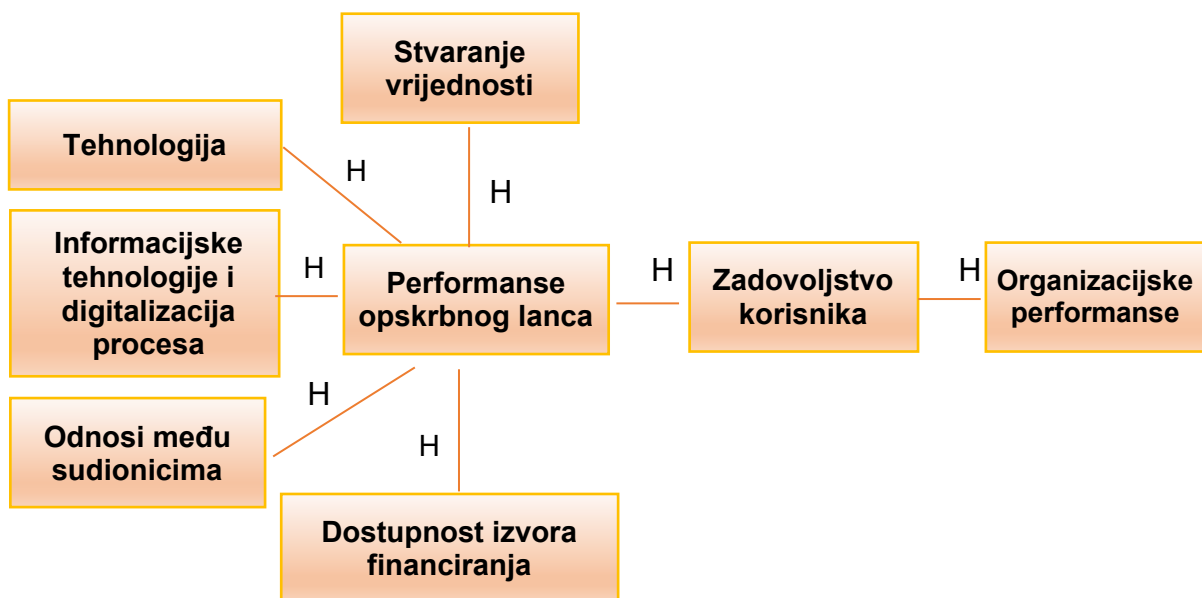 Stvaranje
vrijednosti
Tehnologija
H
H
Informacijske
tehnologije i
digitalizacija
procesa
H
Performanse
opskrbnog lanca
H
Zadovoljstvo
korisnika
H
Organizacijske
performanse
H
Odnosi među
sudionicima
H
Dostupnost izvora
financiranja